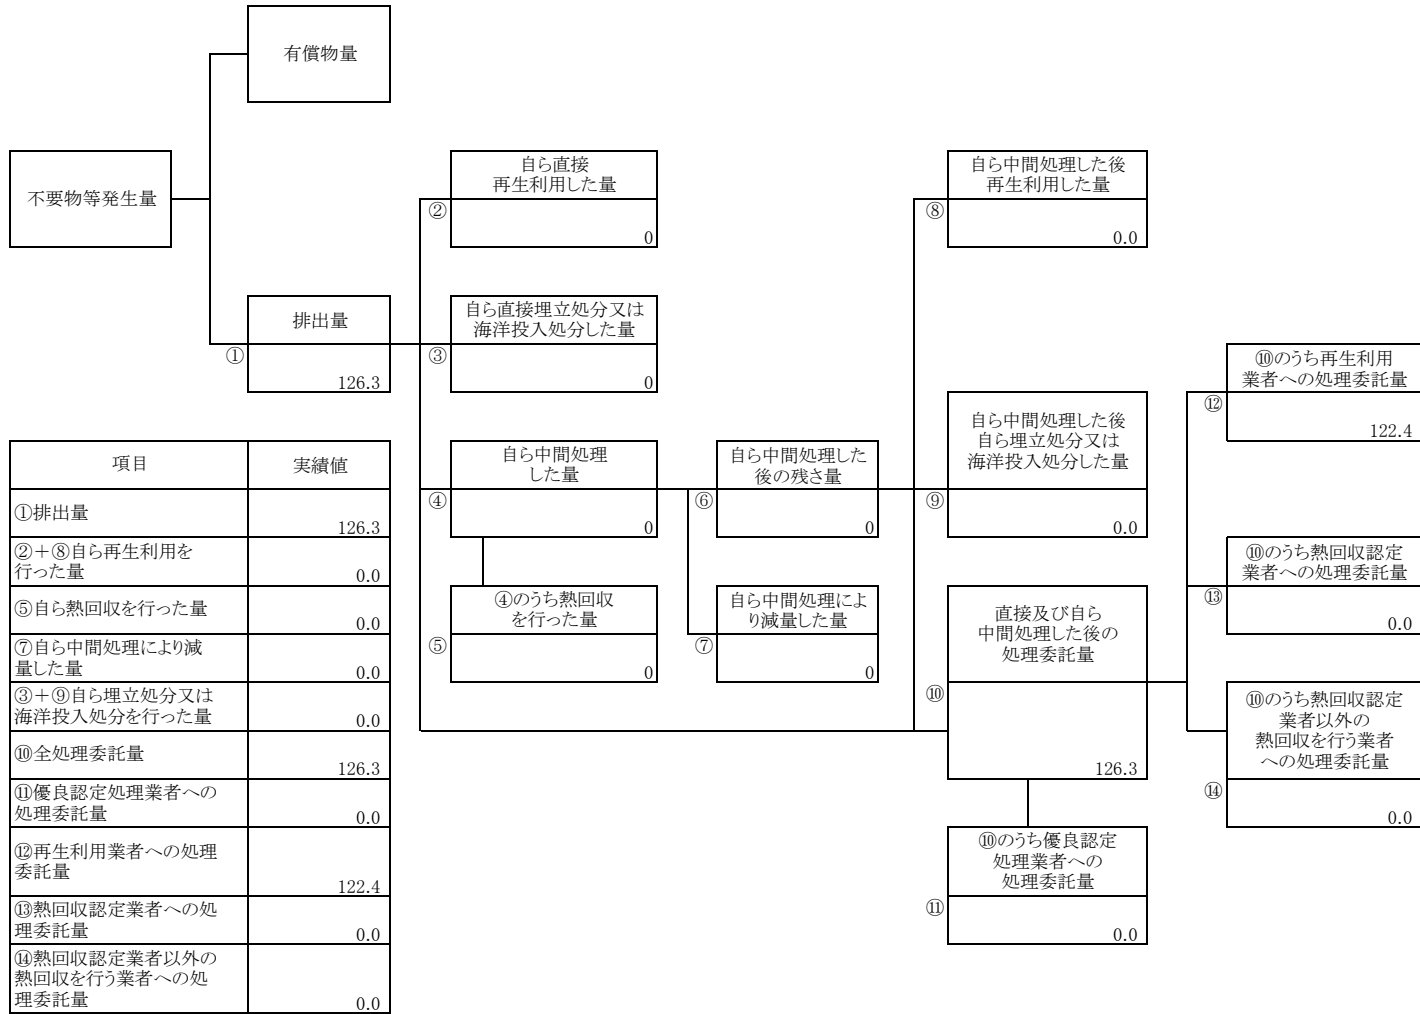 有償物量
不要物等発生量
排出量
①
126.3
自ら直接
再生利用した量
②
0
自ら直接埋立処分又は
海洋投入処分した量
③
0
自ら中間処理
した量
④
0
④のうち熱回収
を行った量
⑤
0
自ら中間処理した
後の残さ量
⑥
0
自ら中間処理によ
り減量した量
⑦
0
自ら中間処理した後
再生利用した量
⑧
0.0
自ら中間処理した後
自ら埋立処分又は
海洋投入処分した量
⑨
0.0
直接及び自ら
中間処理した後の
処理委託量
⑩
126.3
⑩のうち優良認定
処理業者への
処理委託量
⑪
0.0
⑩のうち再生利用
業者への処理委託量
⑫
122.4
⑩のうち熱回収認定
業者への処理委託量
⑬
0.0
⑩のうち熱回収認定
業者以外の
熱回収を行う業者
への処理委託量
⑭
0.0
項目 実績値
①排出量
126.3
②＋⑧自ら再生利用を
行った量 0.0
⑤自ら熱回収を行った量
0.0
⑦自ら中間処理により減
量した量 0.0
③＋⑨自ら埋立処分又は
海洋投入処分を行った量 0.0
⑩全処理委託量
126.3
⑪優良認定処理業者への
処理委託量 0.0
⑫再生利用業者への処理
委託量
122.4
⑬熱回収認定業者への処
理委託量 0.0
⑭熱回収認定業者以外の
熱回収を行う業者への処
理委託量 0.0